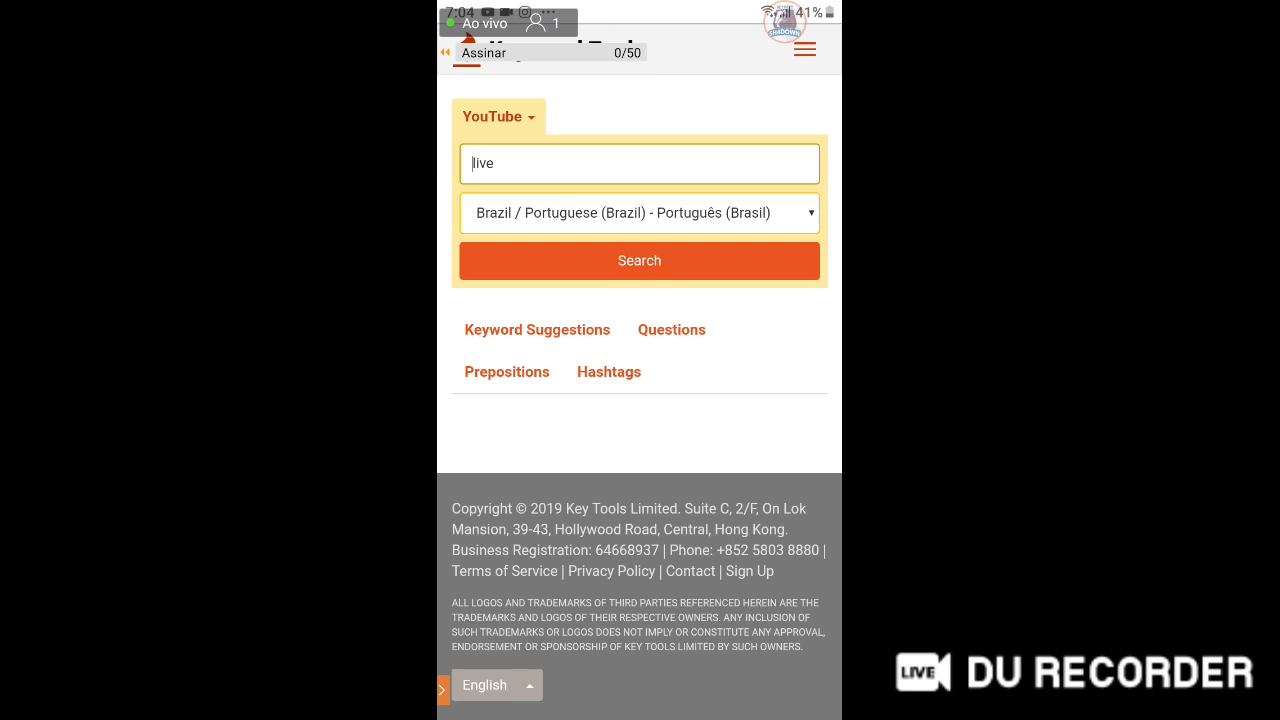 7:04
41%
Ao vivo 1
SH4DOWS
Assinar 0/50
YouTube
live
Brazil / Portuguese (Brazil) - Português (Brasil)
Search
Keyword Suggestions Questions
Prepositions Hashtags
Copyright © 2019 Key Tools Limited. Suite C, 2/F, On Lok
Mansion, 39-43, Hollywood Road, Central, Hong Kong.
Business Registration: 64668937 | Phone: +852 5803 8880 |
Terms of Service | Privacy Policy | Contact | Sign Up
ALL LOGOS AND TRADEMARKS OF THIRD PARTIES REFERENCED HEREIN ARE THE
TRADEMARKS AND LOGOS OF THEIR RESPECTIVE OWNERS. ANY INCLUSION OF
SUCH TRADEMARKS OR LOGOS DOES NOT IMPLY OR CONSTITUTE ANY APPROVAL,
ENDORSEMENT OR SPONSORSHIP OF KEY TOOLS LIMITED BY SUCH OWNERS.
English
LIVE DU RECORDER